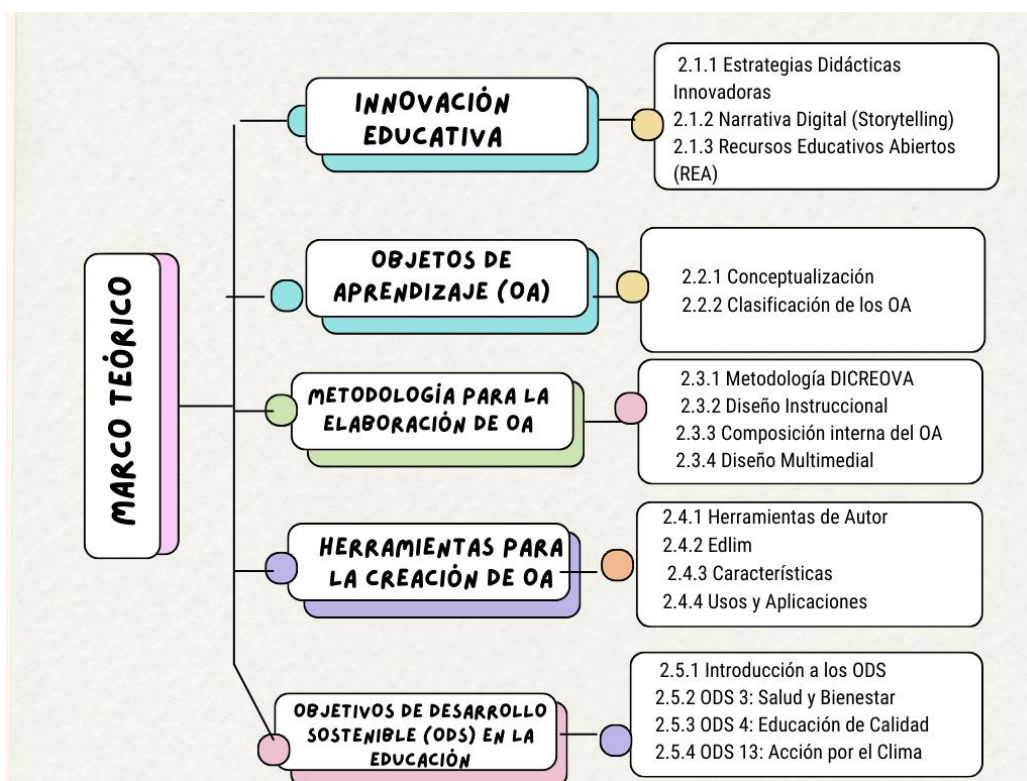 MARCO TEÓRICO
INNOVACIÓN
EDUCATIVA
2.1.1 Estrategias Didácticas
Innovadoras
2.1.2 Narrativa Digital (Storytelling)
2.1.3 Recursos Educativos Abiertos
(REA)
OBJETOS DE
APRENDIZAJE (OA)
2.2.1 Conceptualización
2.2.2 Clasificación de los OA
METODOLOGÍA PARA LA
ELABORACIÓN DE OA
2.3.1 Metodología DICREOVA
2.3.2 Diseño Instruccional
2.3.3 Composición interna del OA
2.3.4 Diseño Multimedial
HERRAMIENTAS PARA
LA CREACIÓN DE OA
2.4.1 Herramientas de Autor
2.4.2 Edlim
2.4.3 Características
2.4.4 Usos y Aplicaciones
OBJETIVOS DE DESARROLLO
SOSTENIBLE (ODS) EN LA
EDUCACIÓN
2.5.1 Introducción a los ODS
2.5.2 ODS 3: Salud y Bienestar
2.5.3 ODS 4: Educación de Calidad
2.5.4 ODS 13: Acción por el Clima